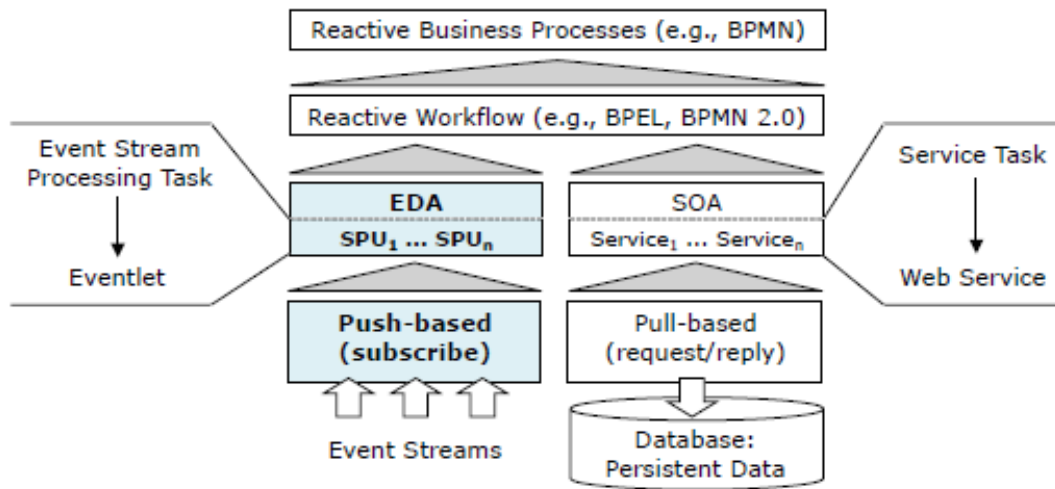 Reactive Business Processes (e.g., BPMN)
Reactive Workflow (e.g., BPEL, BPMN 2.0)
Event Stream
Processing Task
Eventlet
EDA
SPU₁ ... SPUₙ
SOA
Service₁ ... Serviceₙ
Service Task
Web Service
Push-based
(subscribe)
Pull-based
(request/reply)
Event Streams
Database:
Persistent Data